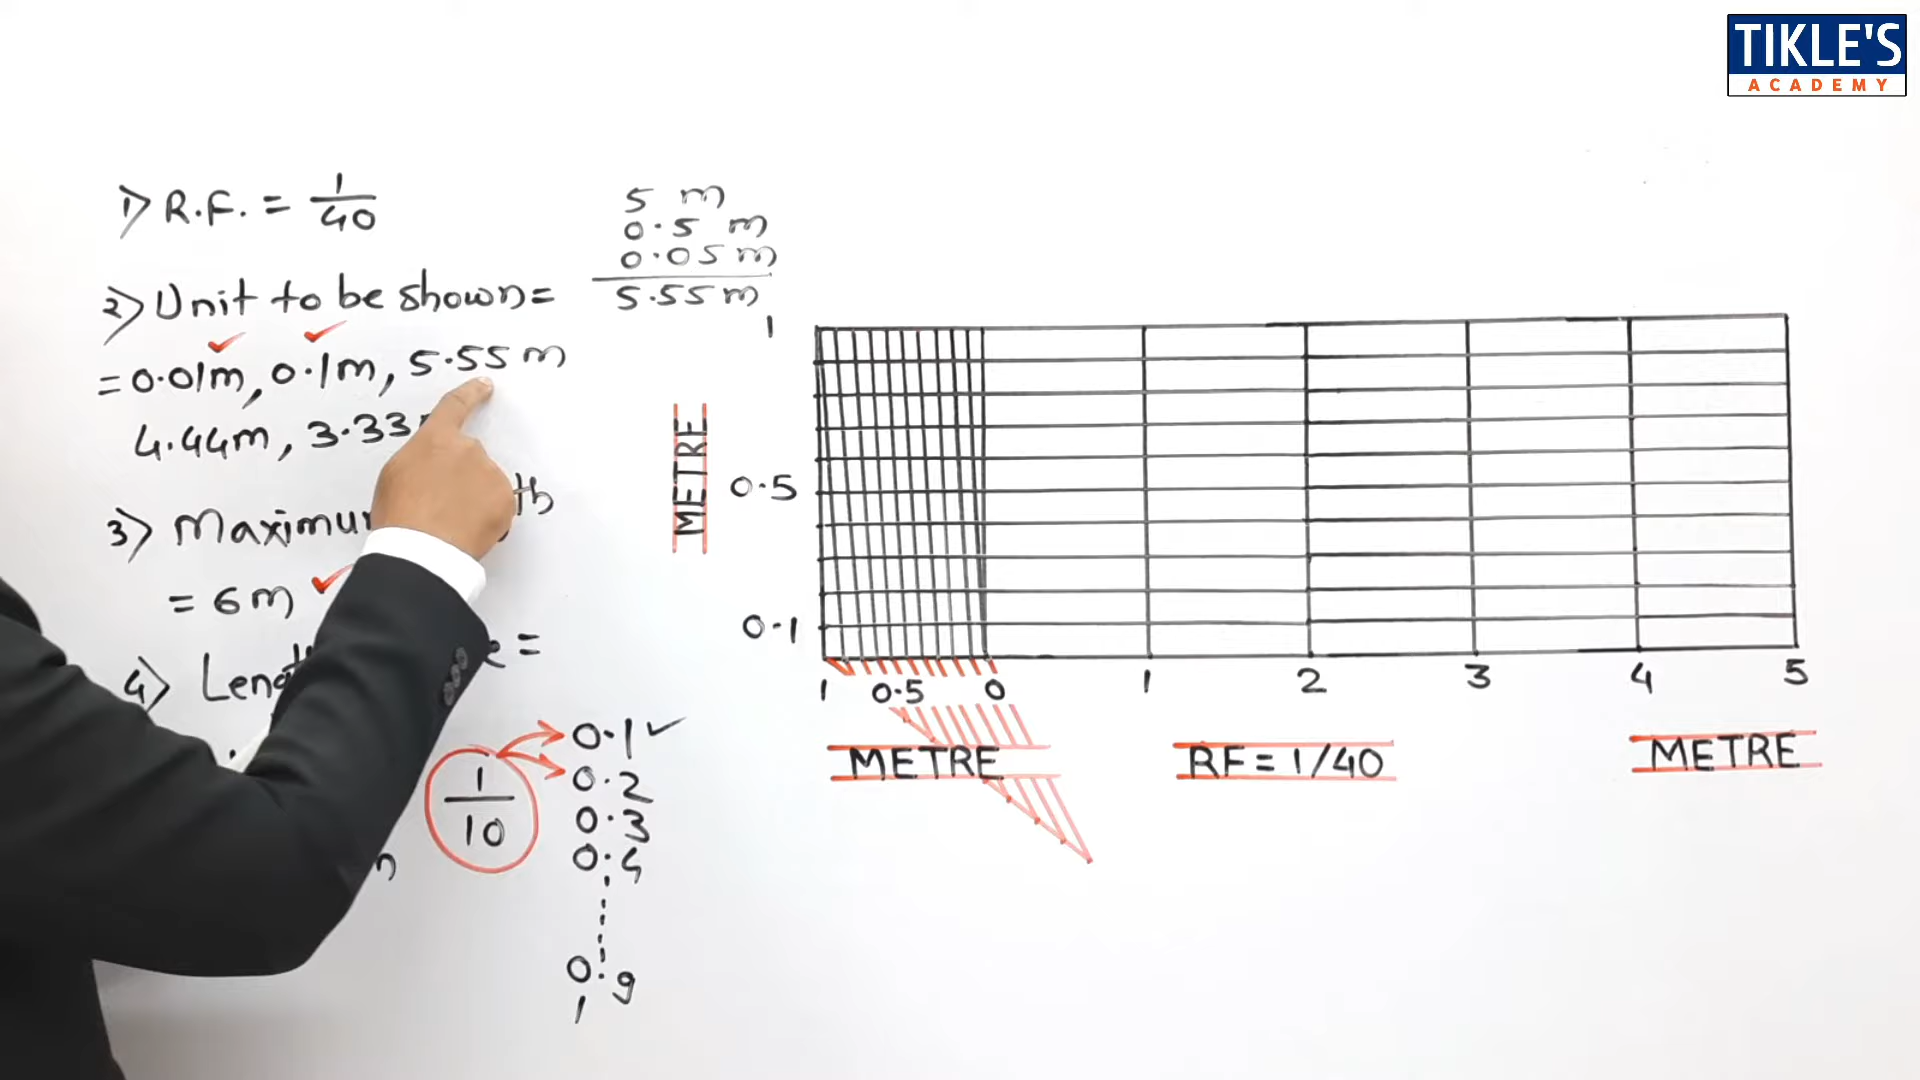 TIKLE'S
ACADEMY
1) R.F. = 1/40
2) Unit to be shown =
= 0.01m, 0.1m, 5.55 m
4.44m, 3.33
5 m
0.5 m
0.05 m
5.55 m
3)
= 6m
4)
1/10
0.1 ✓
0.2
0.3
0.4
0.9
1
1
METRE
0.5
0.1
1 0.5 0 1 2 3 4 5
METRE RF = 1/40 METRE